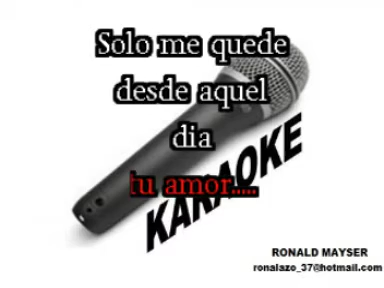 Solo me quede
desde aquel
dia
tu amor.....
KARAOKE
RONALD MAYSER
ronalazo_37@hotmail.com